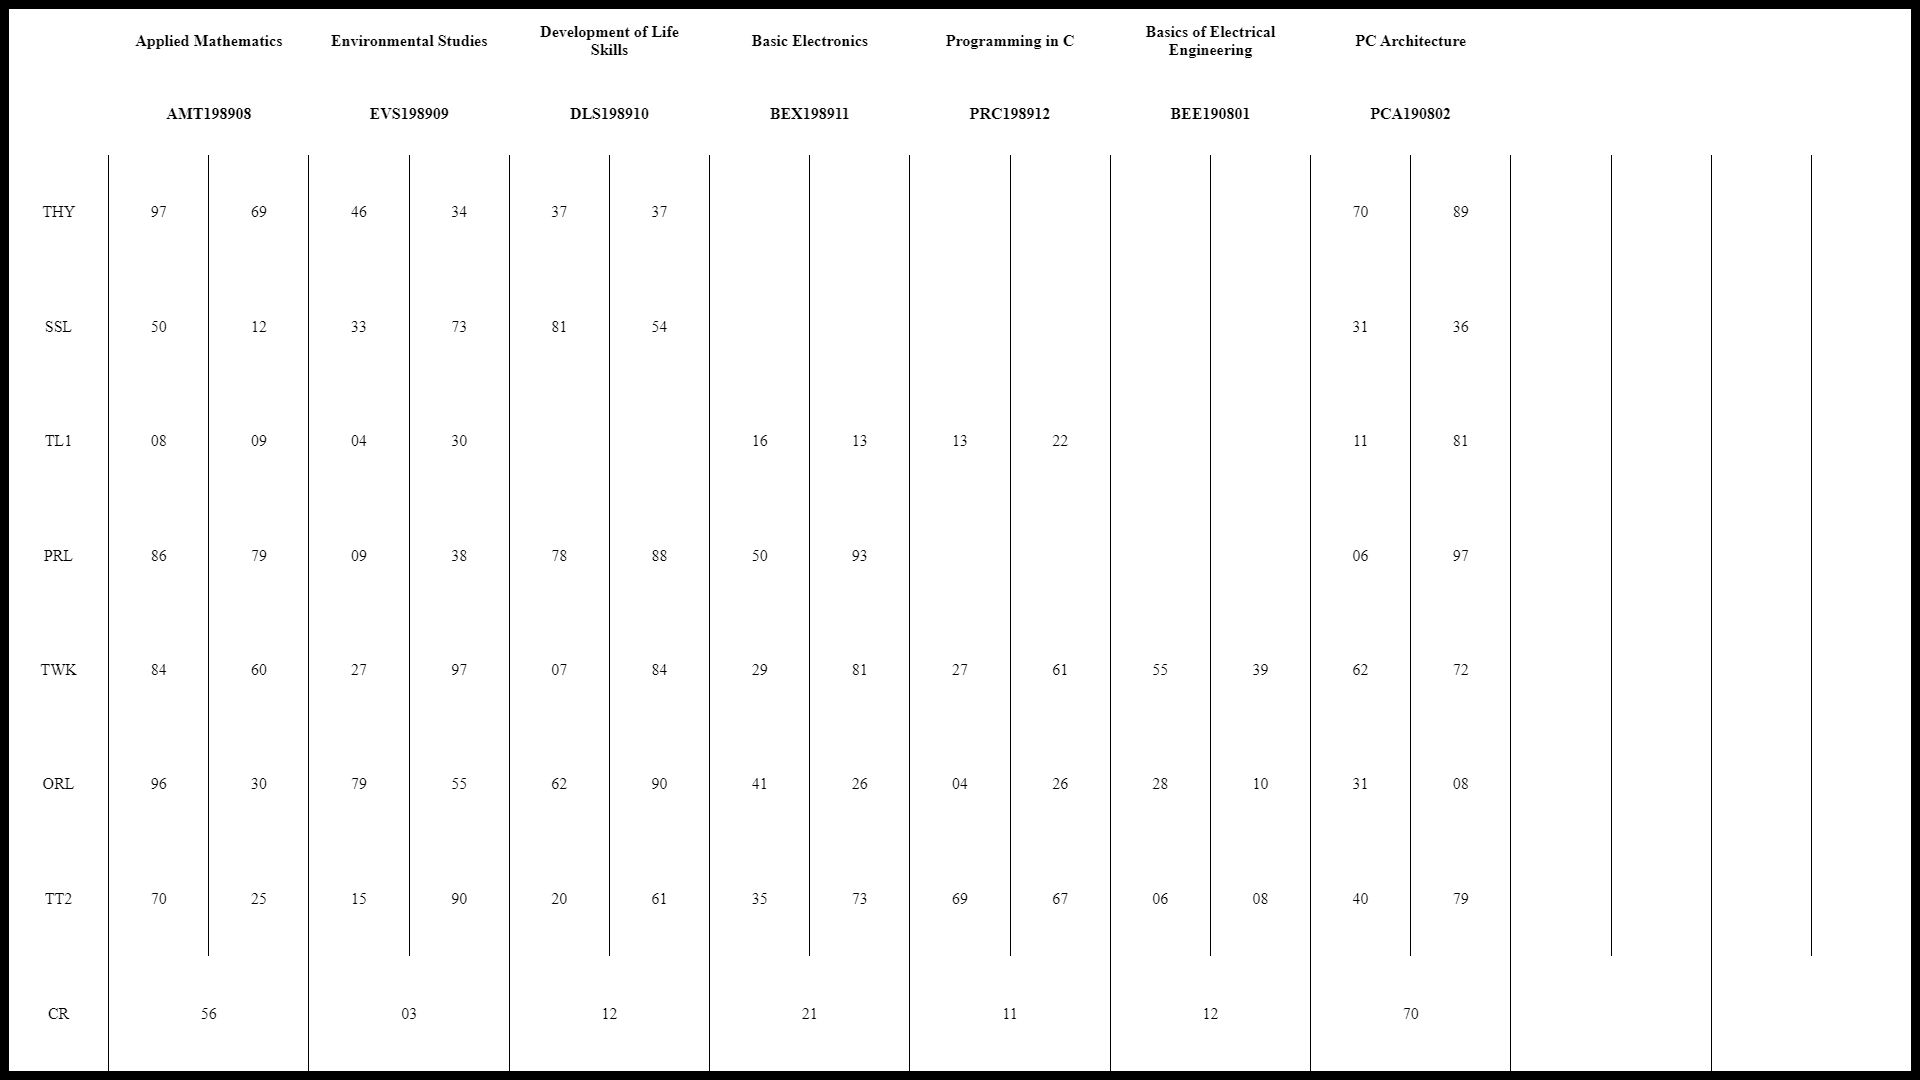 Applied Mathematics Environmental Studies Development of Life Skills Basic Electronics Programming in C Basics of Electrical Engineering PC Architecture
AMT198908 EVS198909 DLS198910 BEX198911 PRC198912 BEE190801 PCA190802
THY 97 69 46 34 37 37 70 89
SSL 50 12 33 73 81 54 31 36
TL1 08 09 04 30 16 13 13 22 11 81
PRL 86 79 09 38 78 88 50 93 06 97
TWK 84 60 27 97 07 84 29 81 27 61 55 39 62 72
ORL 96 30 79 55 62 90 41 26 04 26 28 10 31 08
TT2 70 25 15 90 20 61 35 73 69 67 06 08 40 79
CR 56 03 12 21 11 12 70